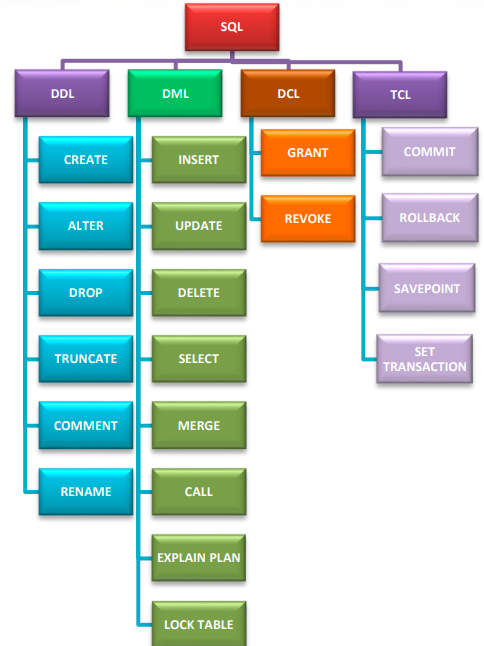 SQL
DDL
DML
DCL
TCL
CREATE
ALTER
DROP
TRUNCATE
COMMENT
RENAME
INSERT
UPDATE
DELETE
SELECT
MERGE
CALL
EXPLAIN PLAN
LOCK TABLE
GRANT
REVOKE
COMMIT
ROLLBACK
SAVEPOINT
SET
TRANSACTION